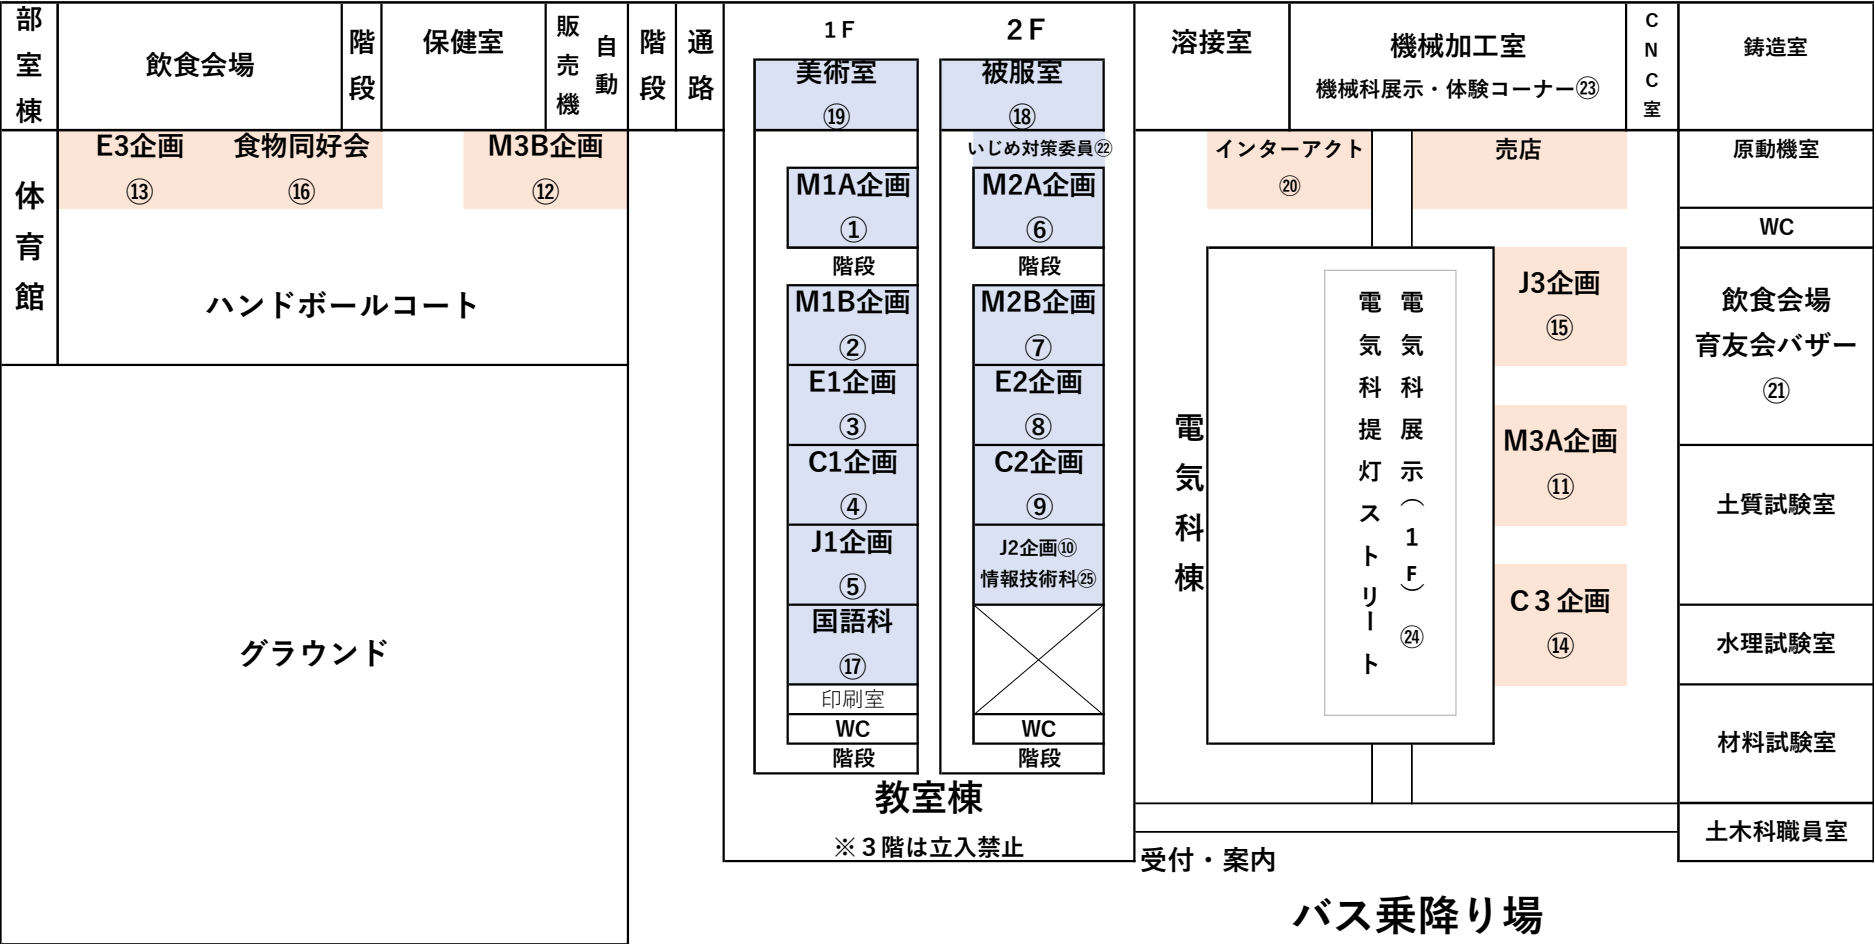 部室棟
飲食会場
階段
保健室
自動
販売機
階段
通路
1F
2F
溶接室
機械加工室
機械科展示・体験コーナー㉓
CNC室
鋳造室
美術室
⑲
被服室
⑱
体育館
E3企画
⑬
食物同好会
⑯
M3B企画
⑫
いじめ対策委員㉒
インターアクト
⑳
売店
原動機室
WC
ハンドボールコート
M1A企画
①
階段
M1B企画
②
E1企画
③
C1企画
④
J1企画
⑤
国語科
⑰
印刷室
WC
階段
M2A企画
⑥
階段
M2B企画
⑦
E2企画
⑧
C2企画
⑨
J2企画⑩
情報技術科㉕
WC
階段
電気科棟
電気科展示(1F)㉔
電気科提灯ストリート
J3企画
⑮
M3A企画
⑪
C3企画
⑭
飲食会場
育友会バザー
㉑
土質試験室
水理試験室
材料試験室
土木科職員室
グラウンド
教室棟
※3階は立入禁止
受付・案内
バス乗降り場